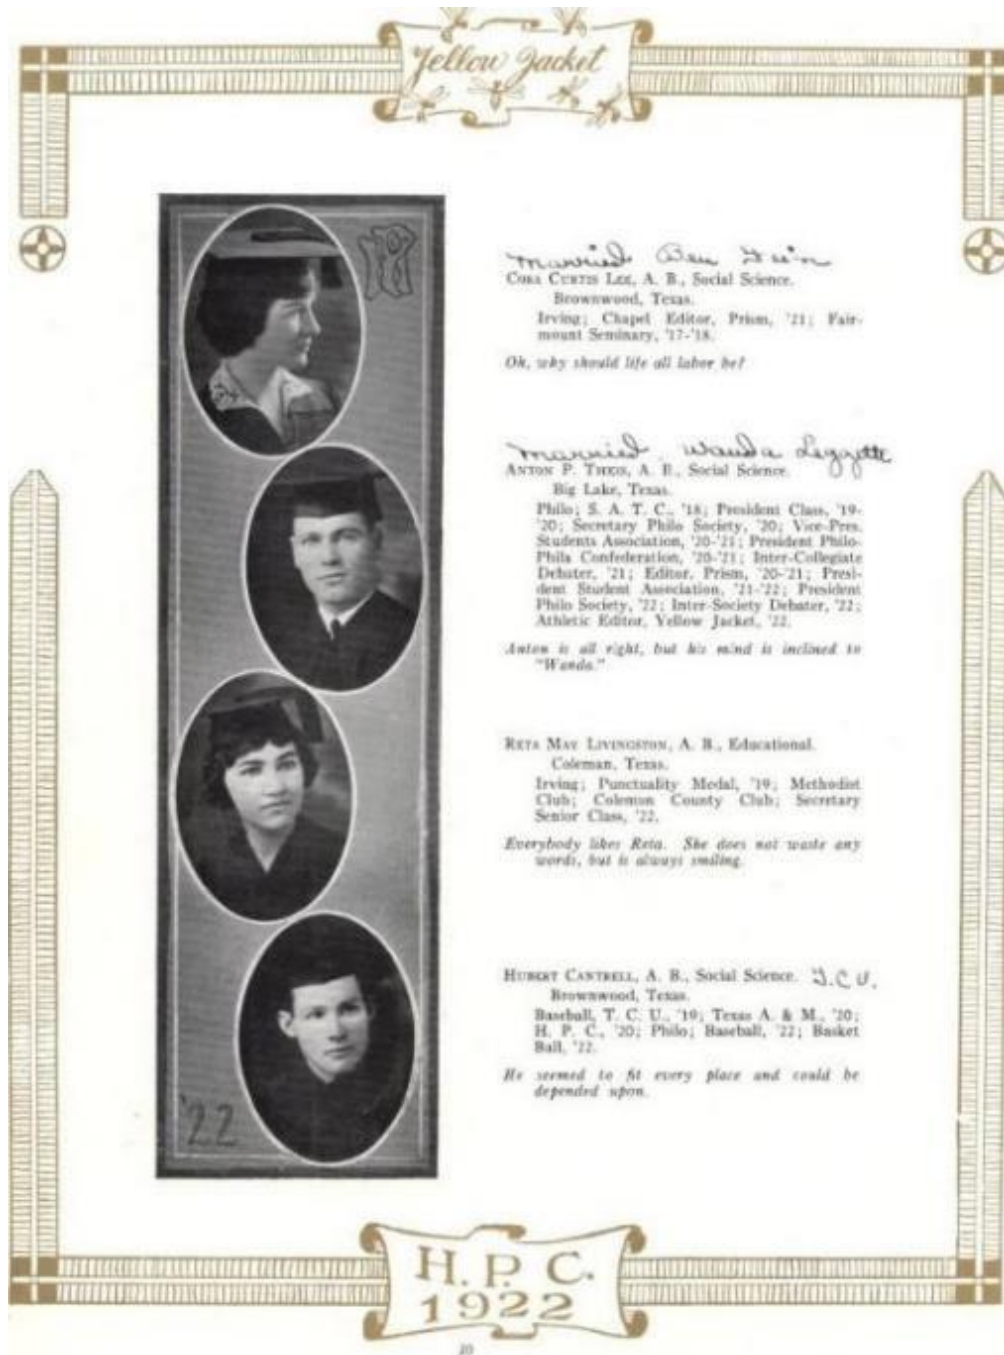 Yellow Jacket
married Ben
CORA CURTIS LEE, A. B., Social Science.
Brownwood, Texas.
Irving; Chapel Editor, Prism, '21; Fair-
mount Seminary, '17-'18.
Oh, why should life all labor be?
married Wanda Leggette
ANTON P. THEIS, A. B., Social Science.
Big Lake, Texas.
Philo; S. A. T. C., '18; President Class, '19-
'20; Secretary Philo Society, '20; Vice-Pres.
Students Association, '20-'21; President Philo-
Phila Confederation, '20-'21; Inter-Collegiate
Debater, '21; Editor, Prism, '20-'21; Presi-
dent Student Association, '21-'22; President
Philo Society, '22; Inter-Society Debater, '22;
Athletic Editor, Yellow Jacket, '22.
Anton is all right, but his mind is inclined to
"Wanda."
RETA MAY LIVINGSTON, A. B., Educational.
Coleman, Texas.
Irving; Punctuality Medal, '19; Methodist
Club; Coleman County Club; Secretary
Senior Class, '22.
Everybody likes Reta. She does not waste any
words, but is always smiling.
HUBERT CANTRELL, A. B., Social Science. T.C.U.
Brownwood, Texas.
Baseball, T. C. U., '19; Texas A. & M., '20;
H. P. C., '20; Philo; Baseball, '22; Basket
Ball, '22.
He seemed to fit every place and could be
depended upon.
'22
H. P. C.
1922